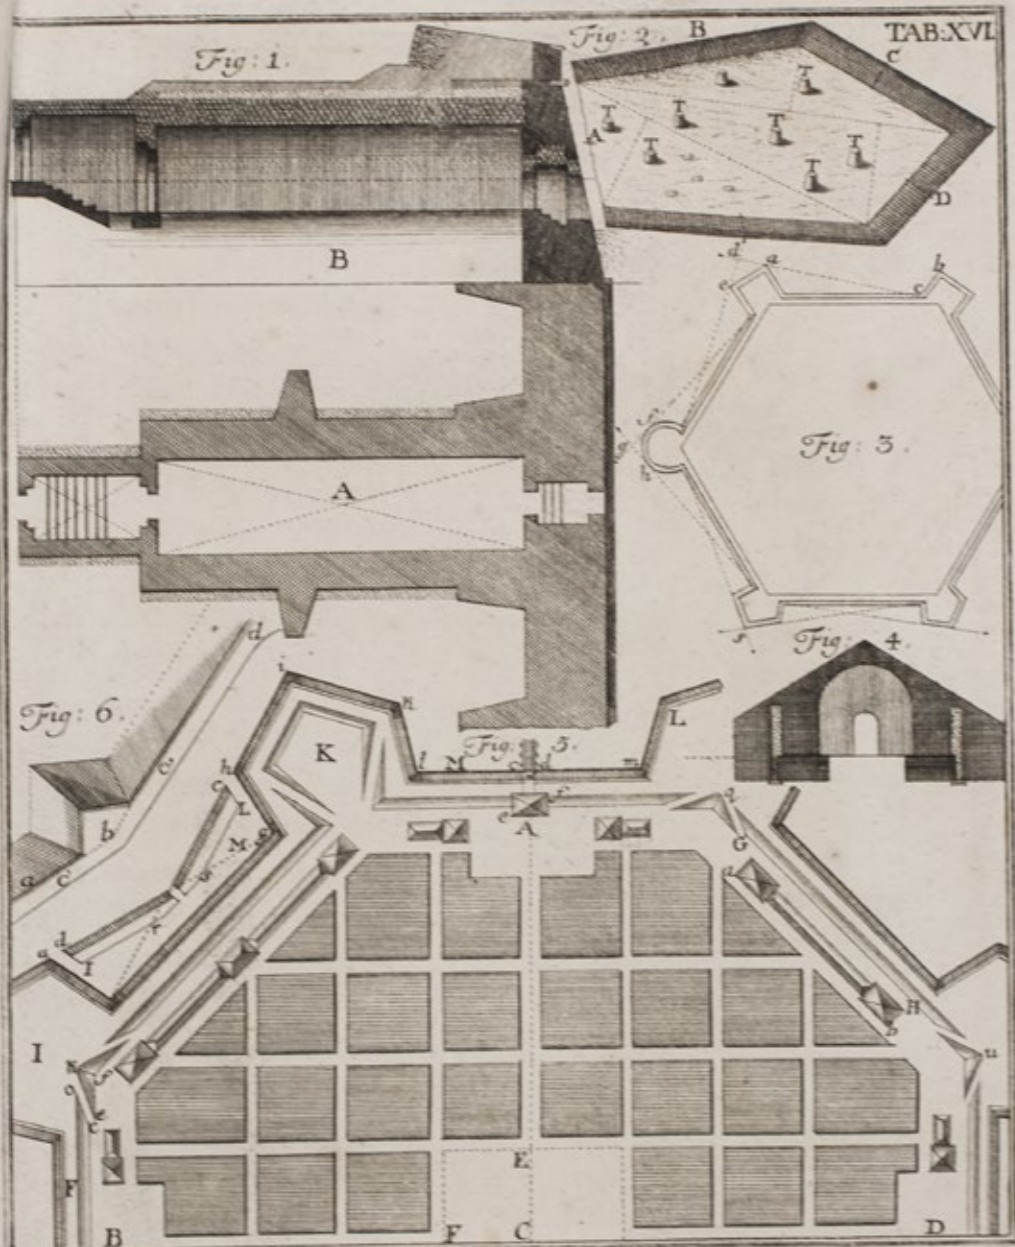 TAB:XVI
Fig: 1.
B
A
Fig: 2.
B
C
A
D
T T T T T T T
Fig: 3.
d a b
e c
f
g
h
s
Fig: 4.
Fig: 5.
i
K
h
l M d m
L
e f
A
q
G
a
H
b
u
a d
I
I
c
L
M
F
B
E
F C
D
Fig: 6.
d
c
b
a c